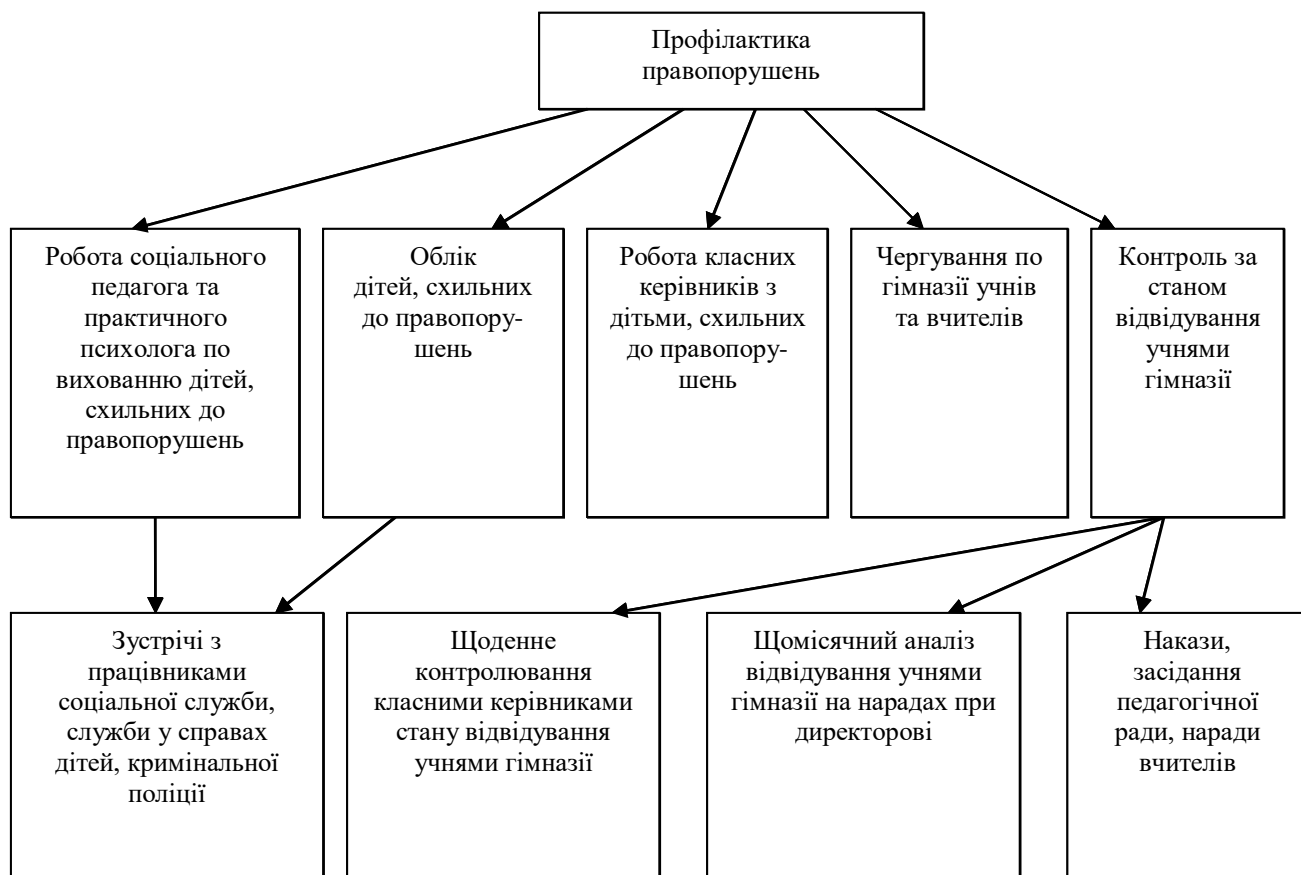 Профілактика
правопорушень
Робота соціального
педагога та
практичного
психолога по
вихованню дітей,
схильних до
правопорушень
Облік
дітей, схильних
до правопору-
шень
Робота класних
керівників з
дітьми, схильних
до правопору-
шень
Чергування по
гімназії учнів
та вчителів
Контроль за
станом
відвідування
учнями
гімназії
Зустрічі з
працівниками
соціальної служби,
служби у справах
дітей, кримінальної
поліції
Щоденне
контролювання
класними керівниками
стану відвідування
учнями гімназії
Щомісячний аналіз
відвідування учнями
гімназії на нарадах при
директорові
Накази,
засідання
педагогічної
ради, наради
вчителів